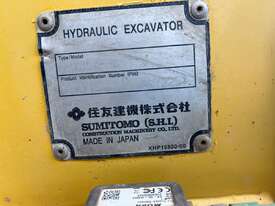 HYDRAULIC EXCAVATOR
Type/Model
Product Identification Number (PIN)
住友建機株式会社
SUMITOMO (S.H.I.)
CONSTRUCTION MACHINERY CO., LTD.
MADE IN JAPAN